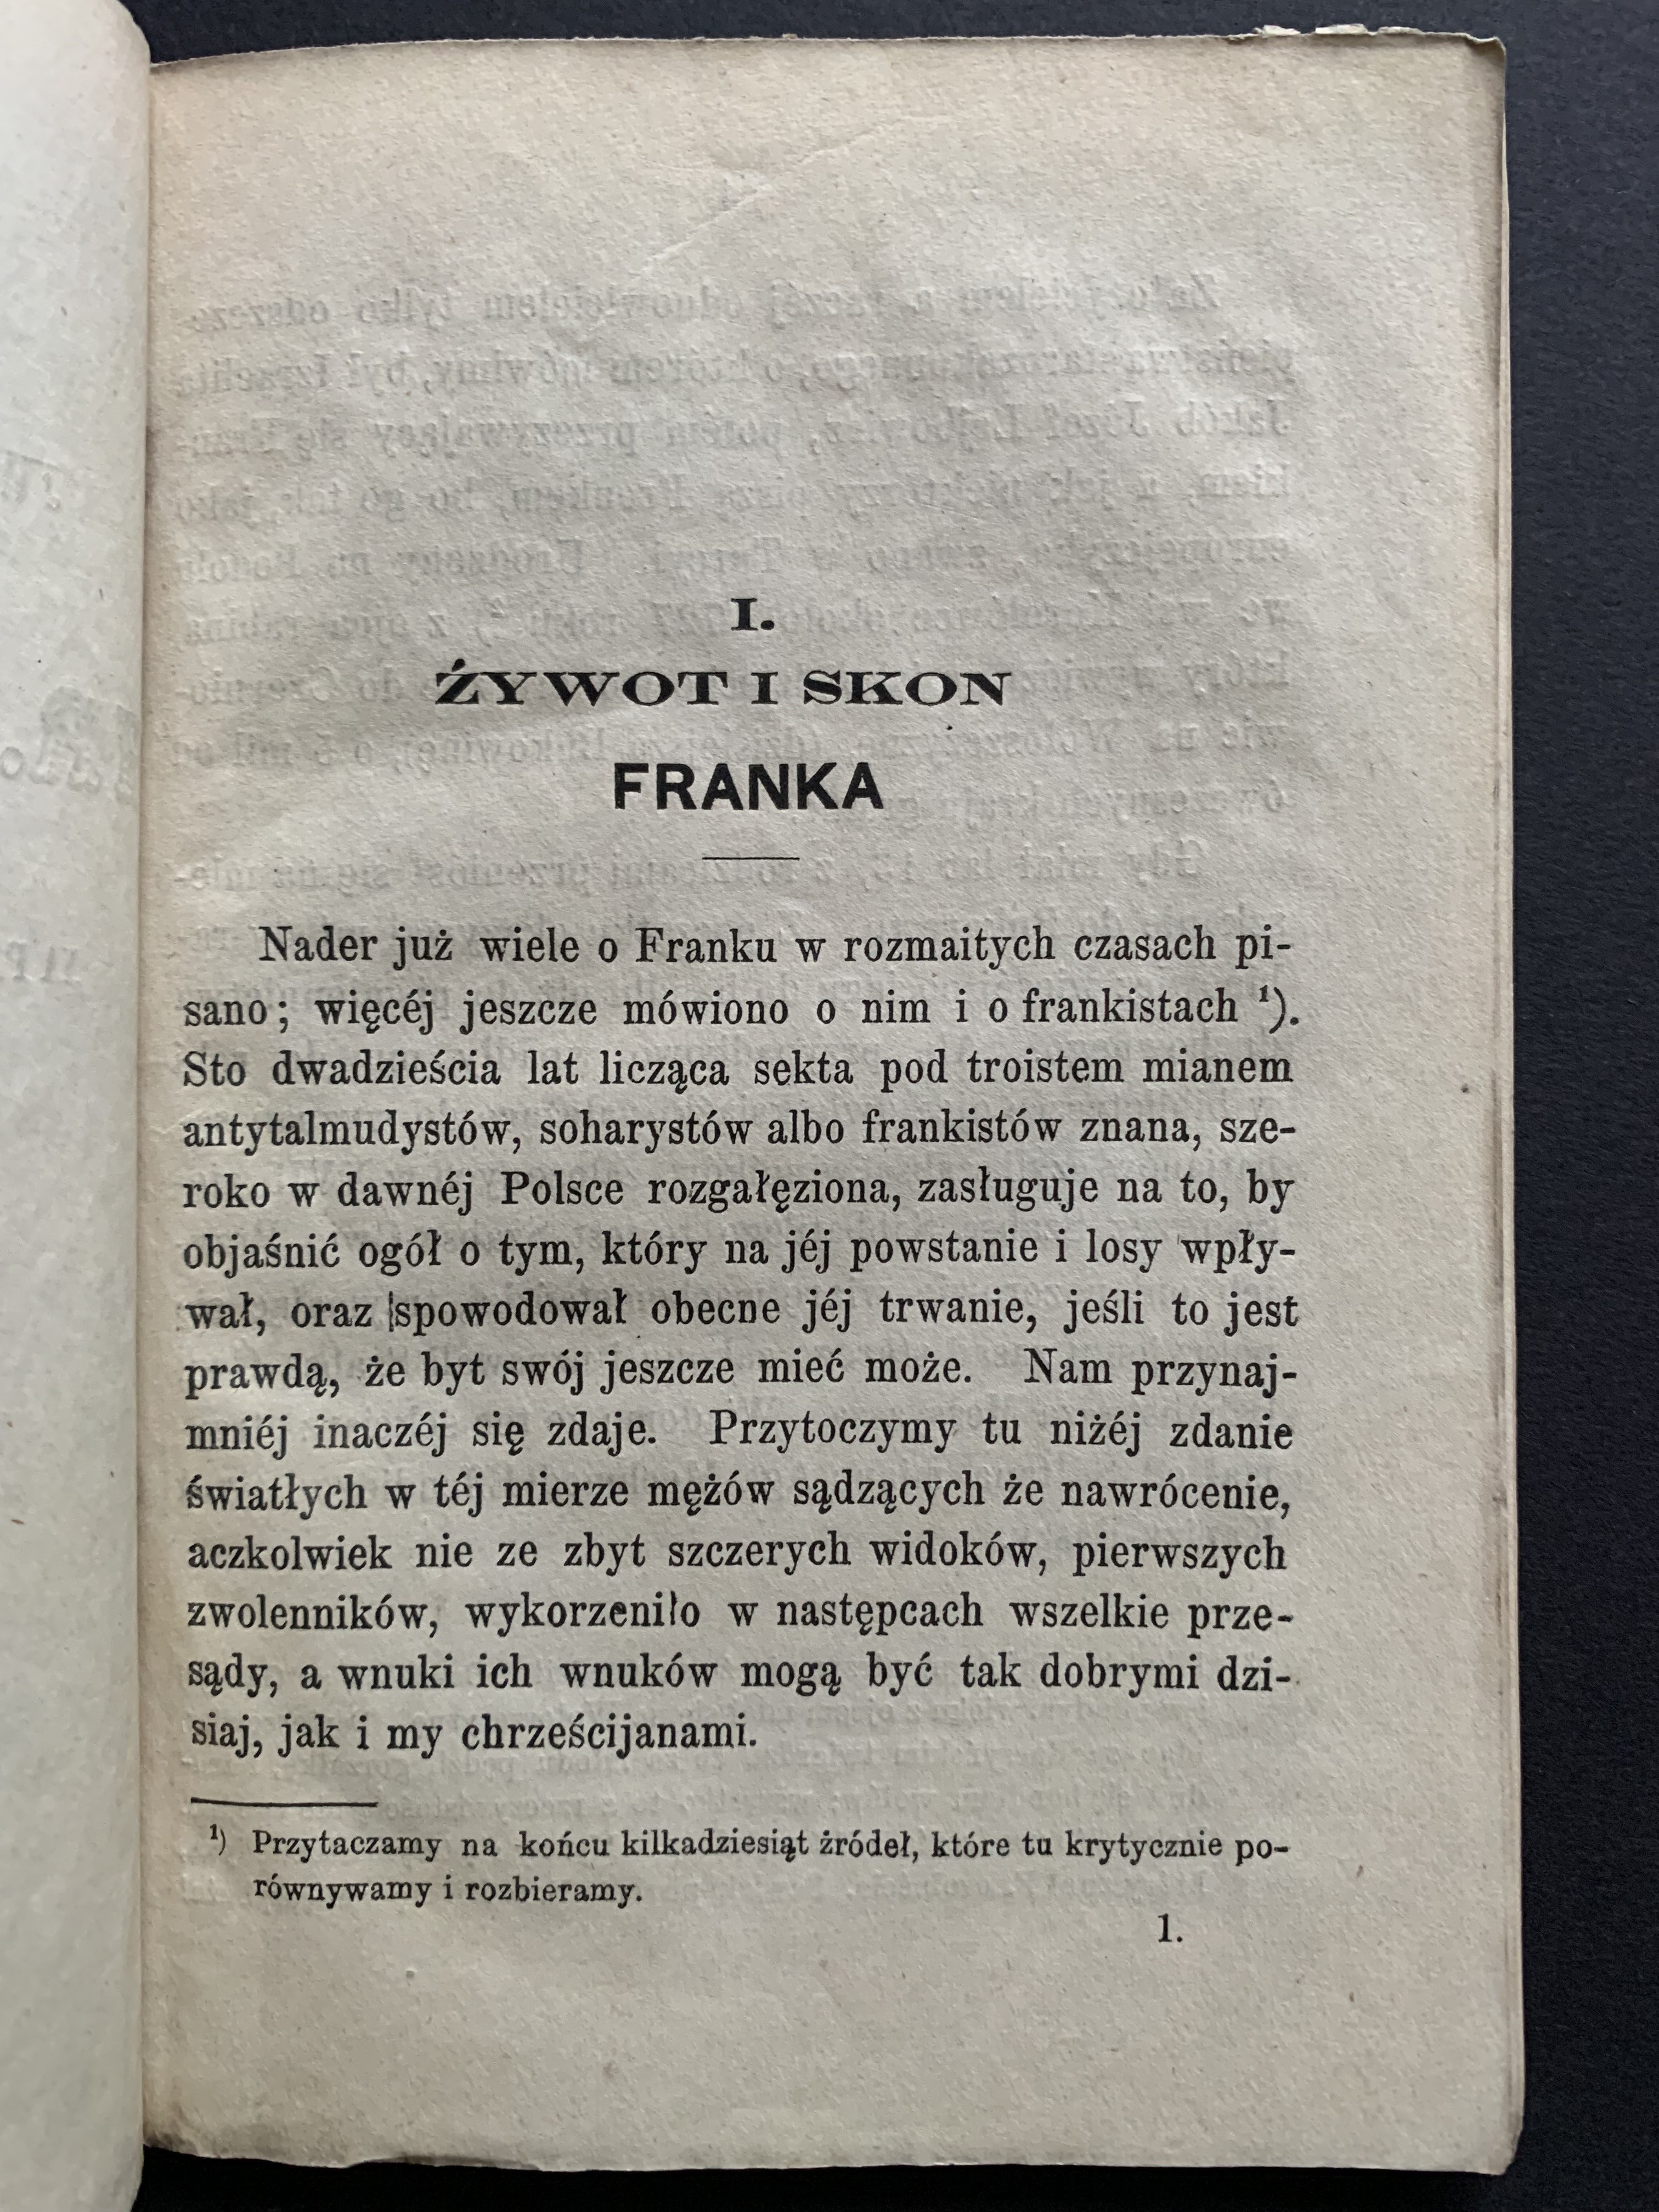 I.
ŻYWOT I SKON
FRANKA
Nader już wiele o Franku w rozmaitych czasach pi-
sano; więcéj jeszcze mówiono o nim i o frankistach ¹).
Sto dwadzieścia lat licząca sekta pod troistem mianem
antytalmudystów, soharystów albo frankistów znana, sze-
roko w dawnéj Polsce rozgałęziona, zasługuje na to, by
objaśnić ogół o tym, który na jéj powstanie i losy wpły-
wał, oraz spowodował obecne jéj trwanie, jeśli to jest
prawdą, że byt swój jeszcze mieć może. Nam przynaj-
mniéj inaczéj się zdaje. Przytoczymy tu niżéj zdanie
światłych w téj mierze mężów sądzących że nawrócenie,
aczkolwiek nie ze zbyt szczerych widoków, pierwszych
zwolenników, wykorzeniło w następcach wszelkie prze-
sądy, a wnuki ich wnuków mogą być tak dobrymi dzi-
siaj, jak i my chrześcijanami.
¹) Przytaczamy na końcu kilkadziesiąt źródeł, które tu krytycznie po-
równywamy i rozbieramy.
1.